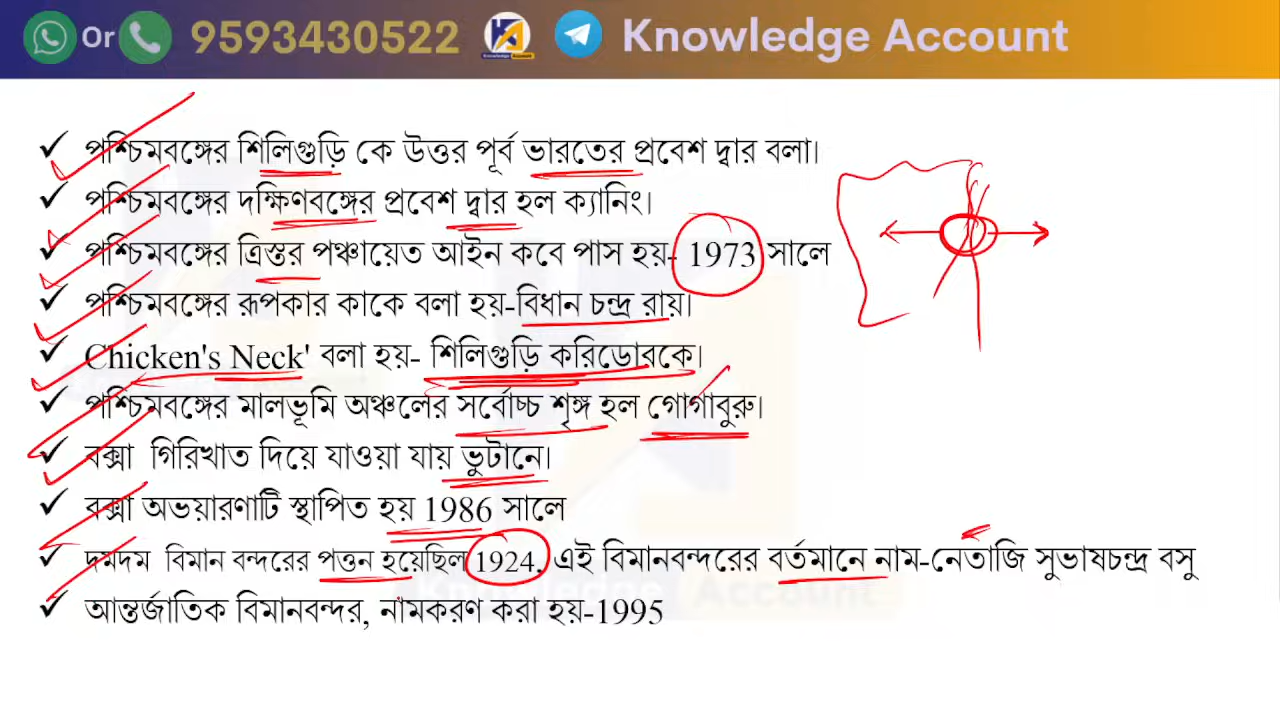 Or 9593430522 Knowledge Account
পশ্চিমবঙ্গের শিলিগুড়ি কে উত্তর পূর্ব ভারতের প্রবেশ দ্বার বলা।
পশ্চিমবঙ্গের দক্ষিণবঙ্গের প্রবেশ দ্বার হল ক্যানিং।
পশ্চিমবঙ্গের ত্রিস্তর পঞ্চায়েত আইন কবে পাস হয়- 1973 সালে
পশ্চিমবঙ্গের রূপকার কাকে বলা হয়-বিধান চন্দ্র রায়।
Chicken's Neck' বলা হয়- শিলিগুড়ি করিডোরকে।
পশ্চিমবঙ্গের মালভূমি অঞ্চলের সর্বোচ্চ শৃঙ্গ হল গোর্গাবুরু।
বক্সা গিরিখাত দিয়ে যাওয়া যায় ভুটানে।
বক্সা অভয়ারণাটি স্থাপিত হয় 1986 সালে
দমদম বিমান বন্দরের পত্তন হয়েছিল 1924, এই বিমানবন্দরের বর্তমানে নাম-নেতাজি সুভাষচন্দ্র বসু
আন্তর্জাতিক বিমানবন্দর, নামকরণ করা হয়-1995